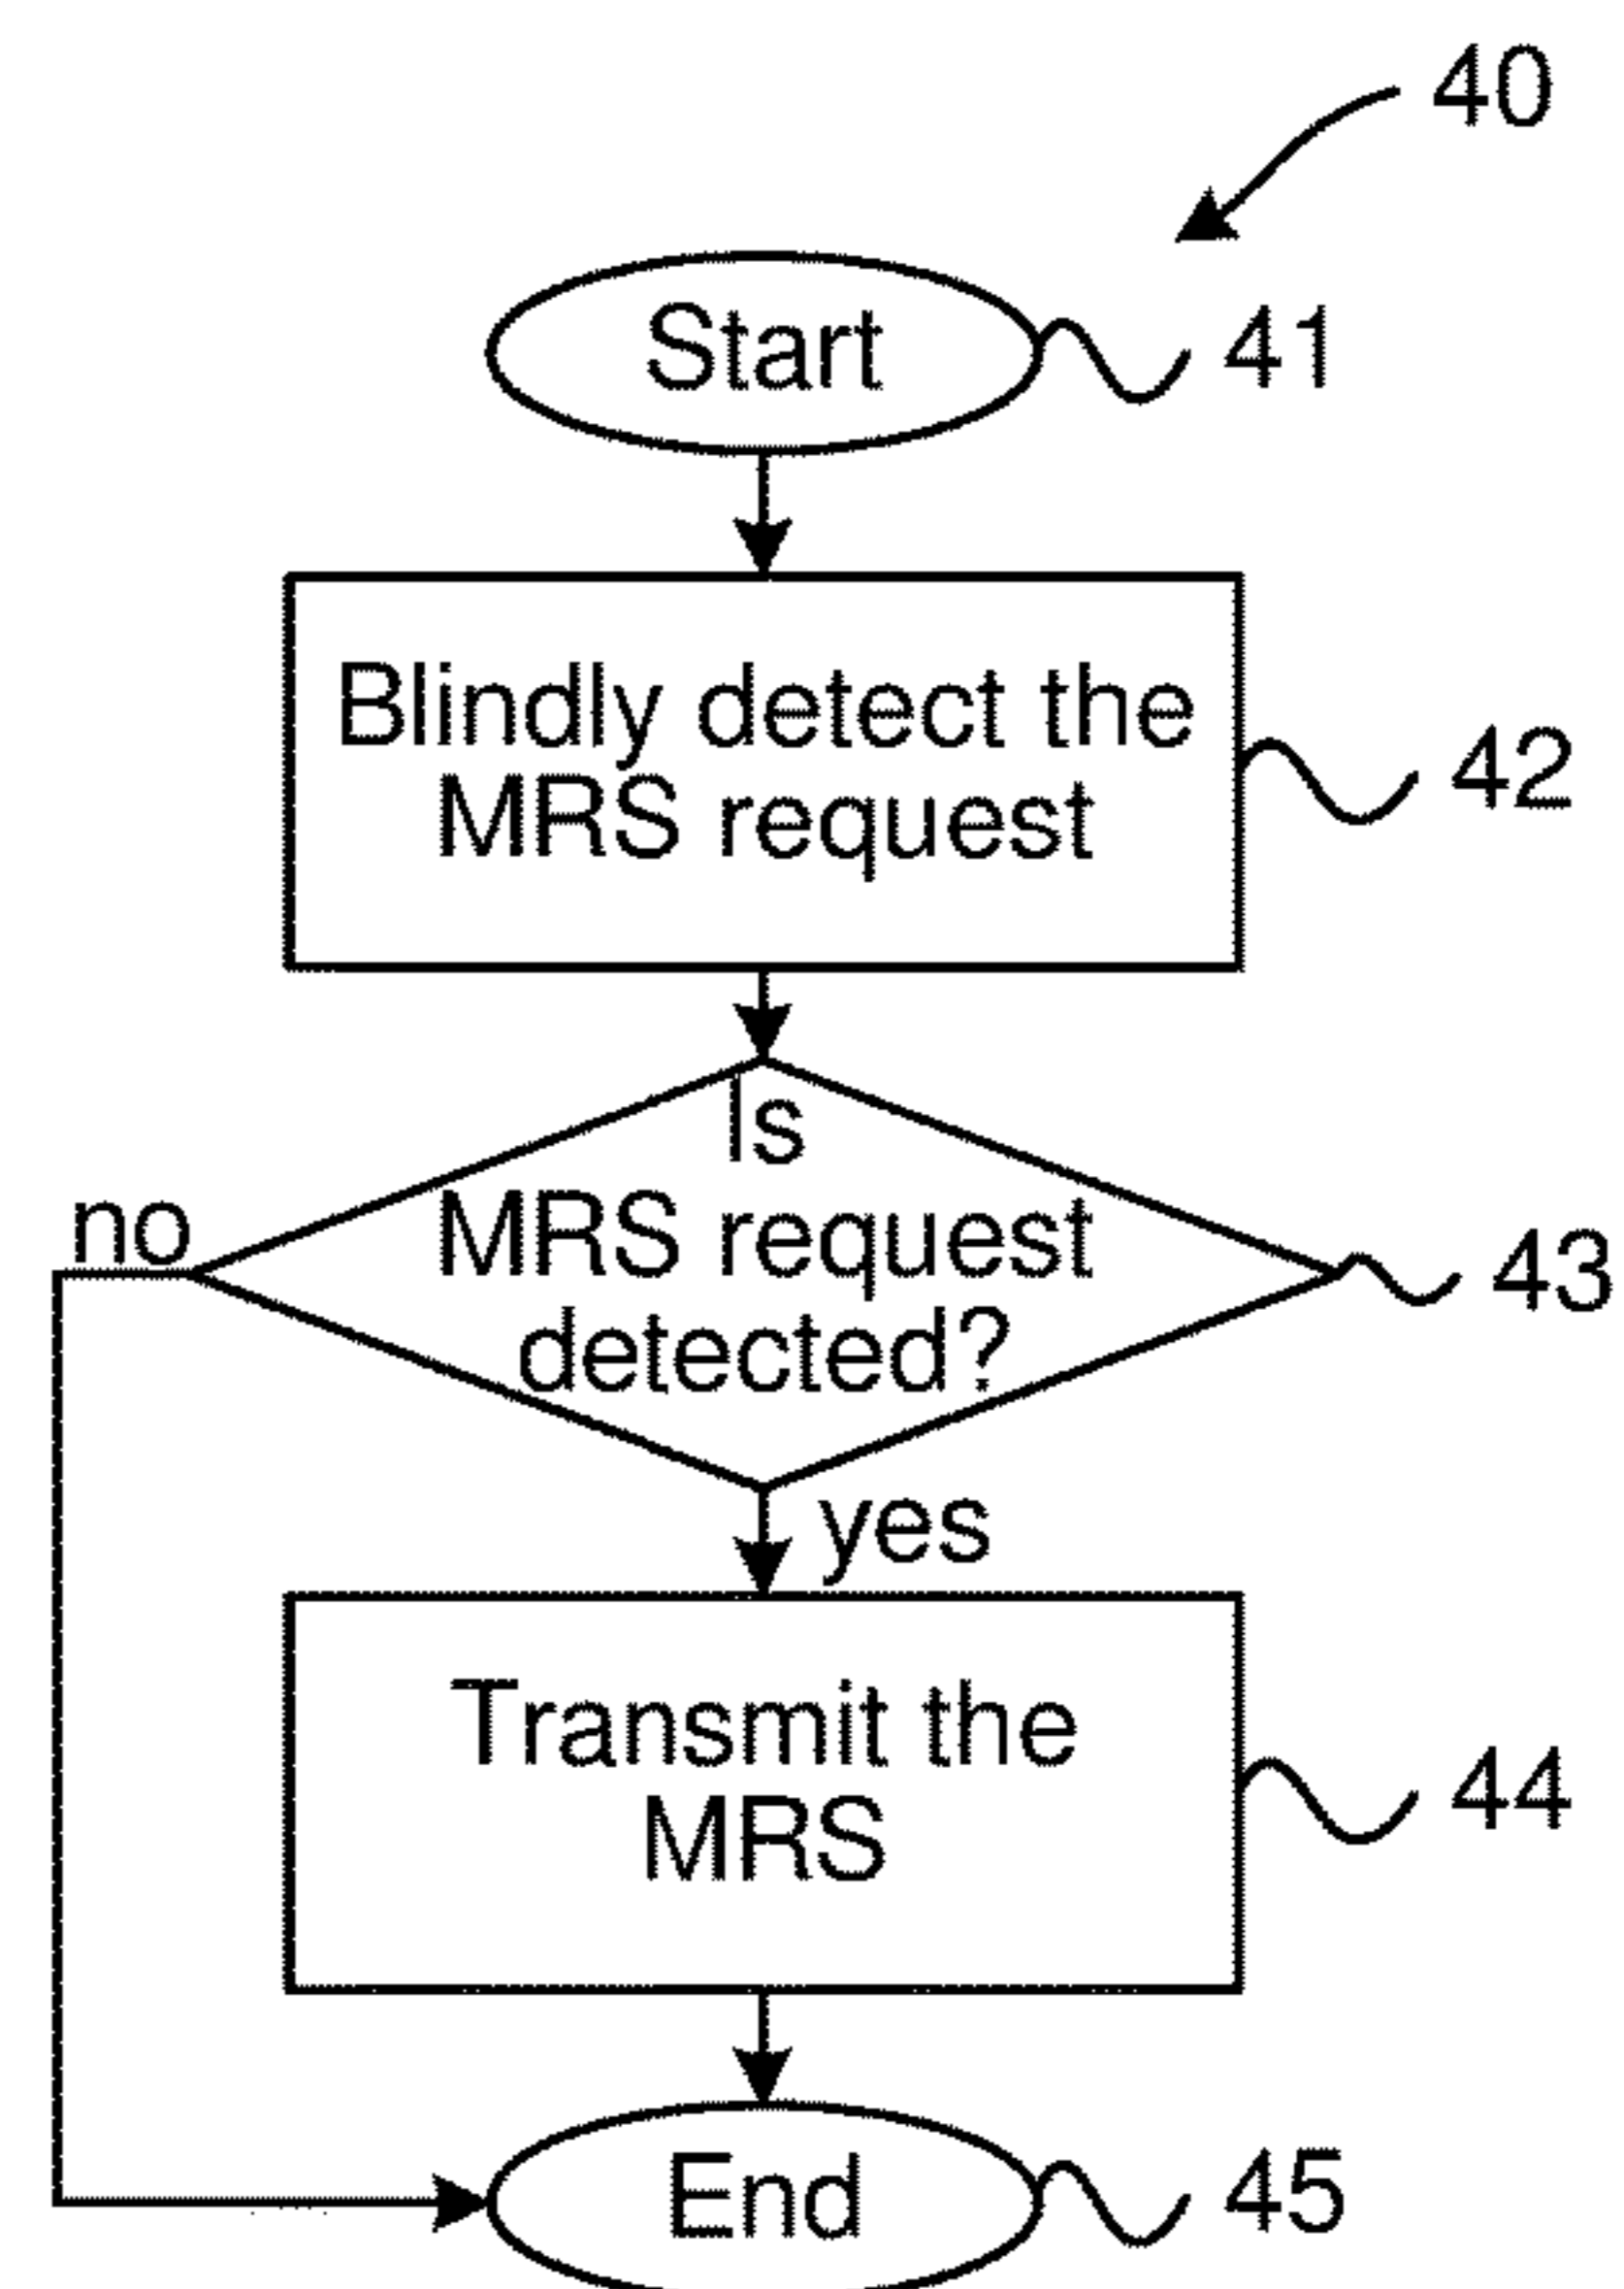 40
Start
41
Blindly detect the
MRS request
42
Is
MRS request
detected?
no
43
yes
Transmit the
MRS
44
End
45